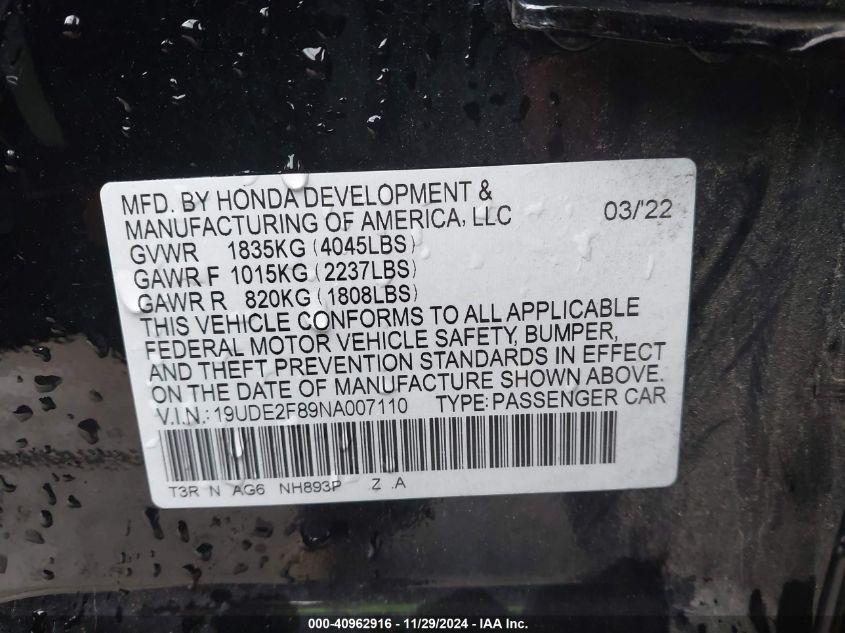 MFD. BY HONDA DEVELOPMENT &
MANUFACTURING OF AMERICA, LLC 03/'22
GVWR 1835KG (4045LBS)
GAWR F 1015KG (2237LBS)
GAWR R 820KG (1808LBS)
THIS VEHICLE CONFORMS TO ALL APPLICABLE
FEDERAL MOTOR VEHICLE SAFETY, BUMPER,
AND THEFT PREVENTION STANDARDS IN EFFECT
ON THE DATE OF MANUFACTURE SHOWN ABOVE.
V.I.N.: 19UDE2F89NA007110 TYPE: PASSENGER CAR
T3R N AG6 NH893P Z .A
000-40962916 - 11/29/2024 - IAA Inc.